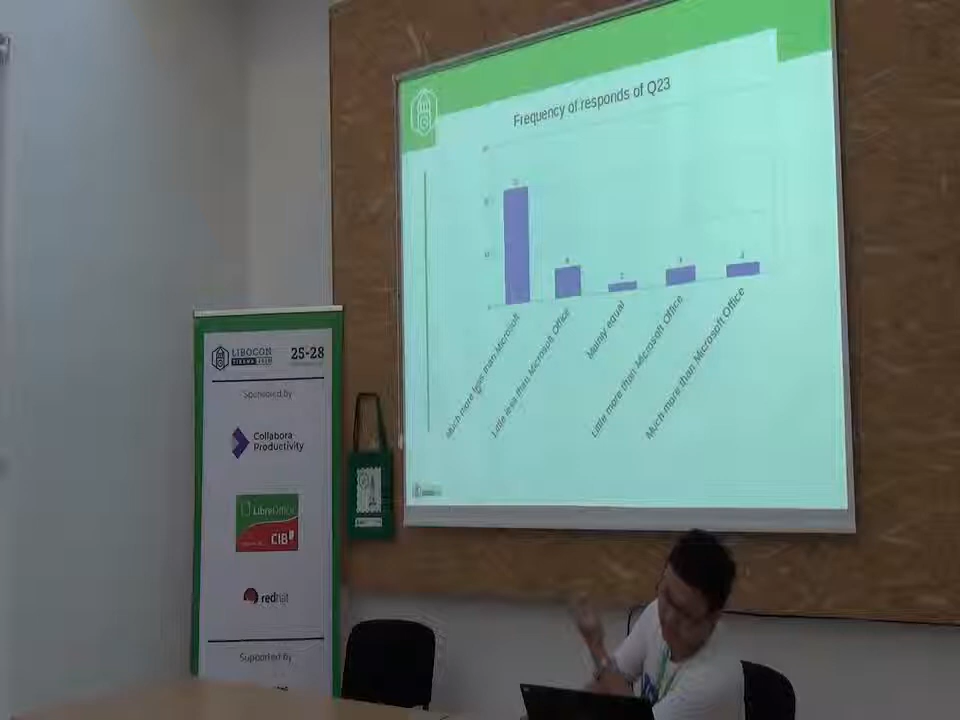 Frequency of responds of Q23
Much more less than Microsoft
Little less than Microsoft Office
Mainly equal
Little more than Microsoft Office
Much more than Microsoft Office
LIBOCON
25-28
Sponsored by
Collabora
Productivity
LibreOffice
CIB
redhat
Supported by